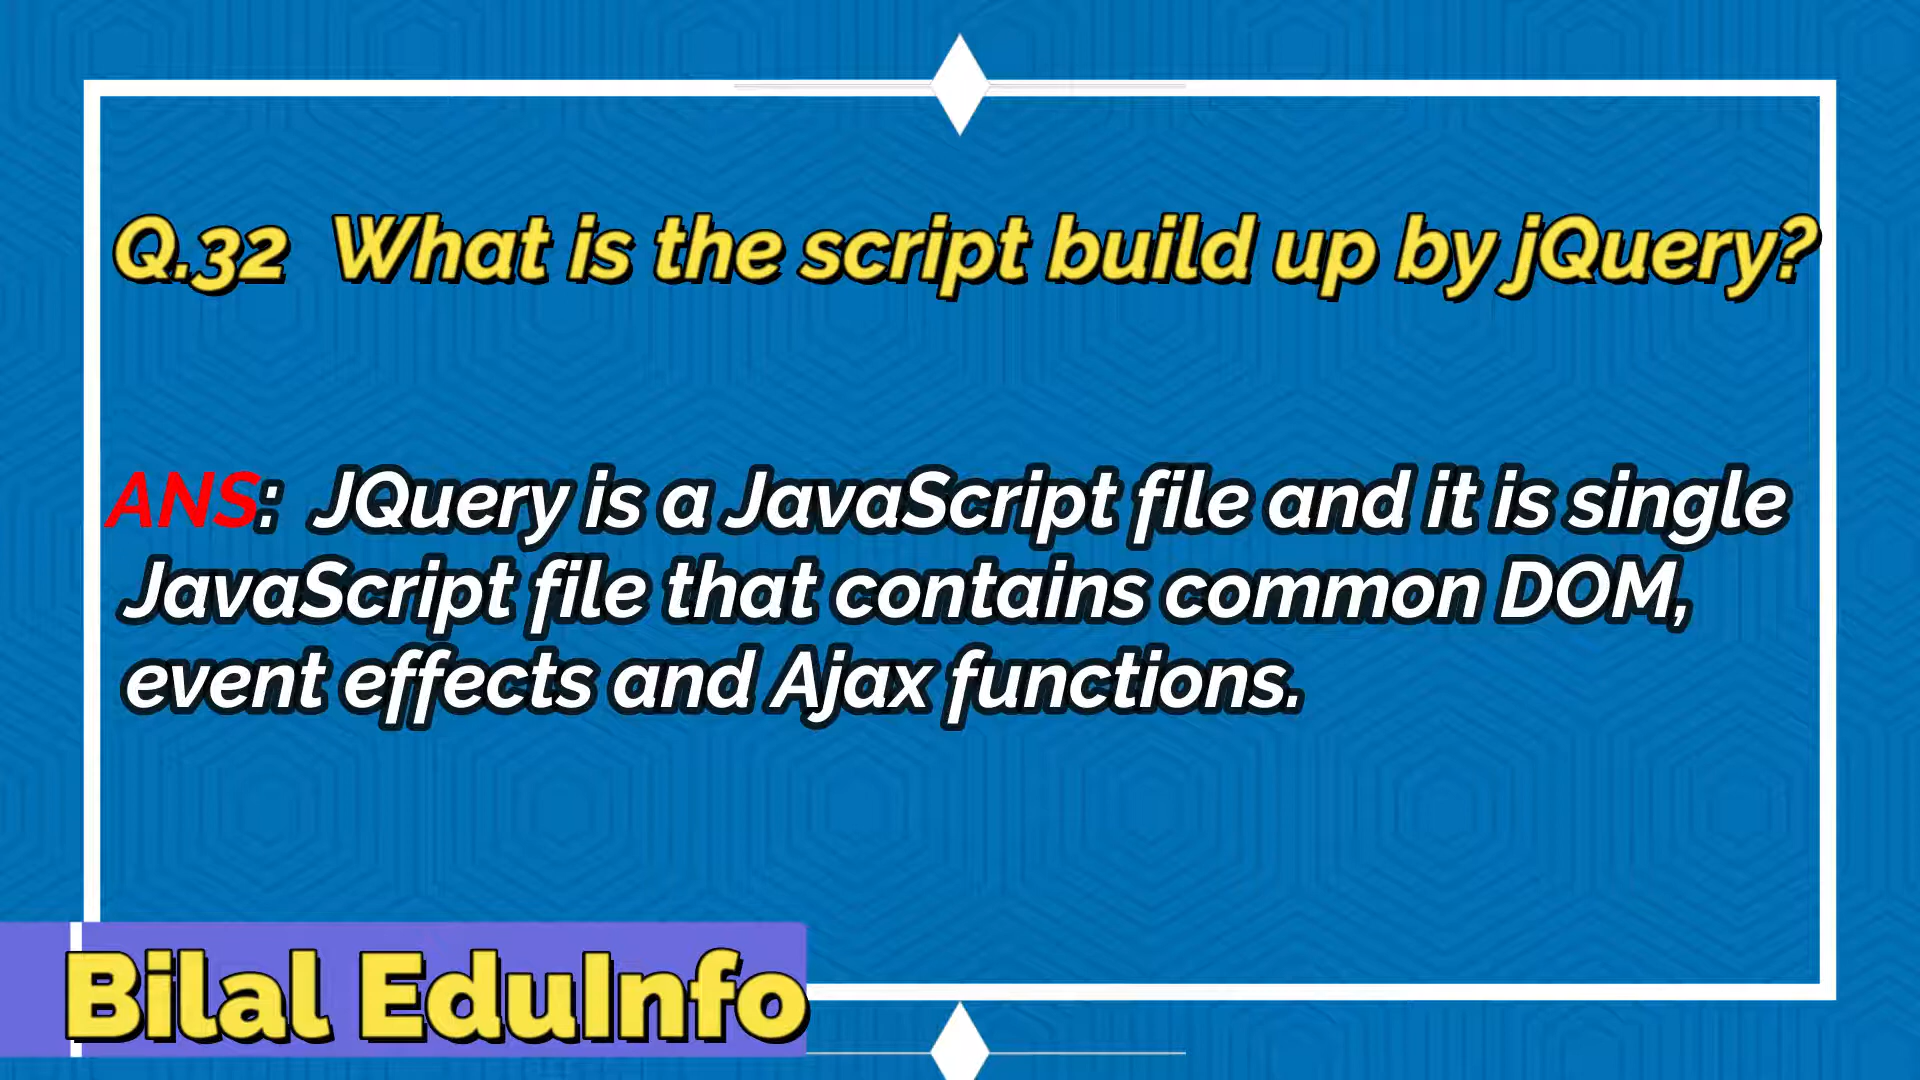 Q.32 What is the script build up by jQuery?
ANS: JQuery is a JavaScript file and it is single
JavaScript file that contains common DOM,
event effects and Ajax functions.
Bilal EduInfo